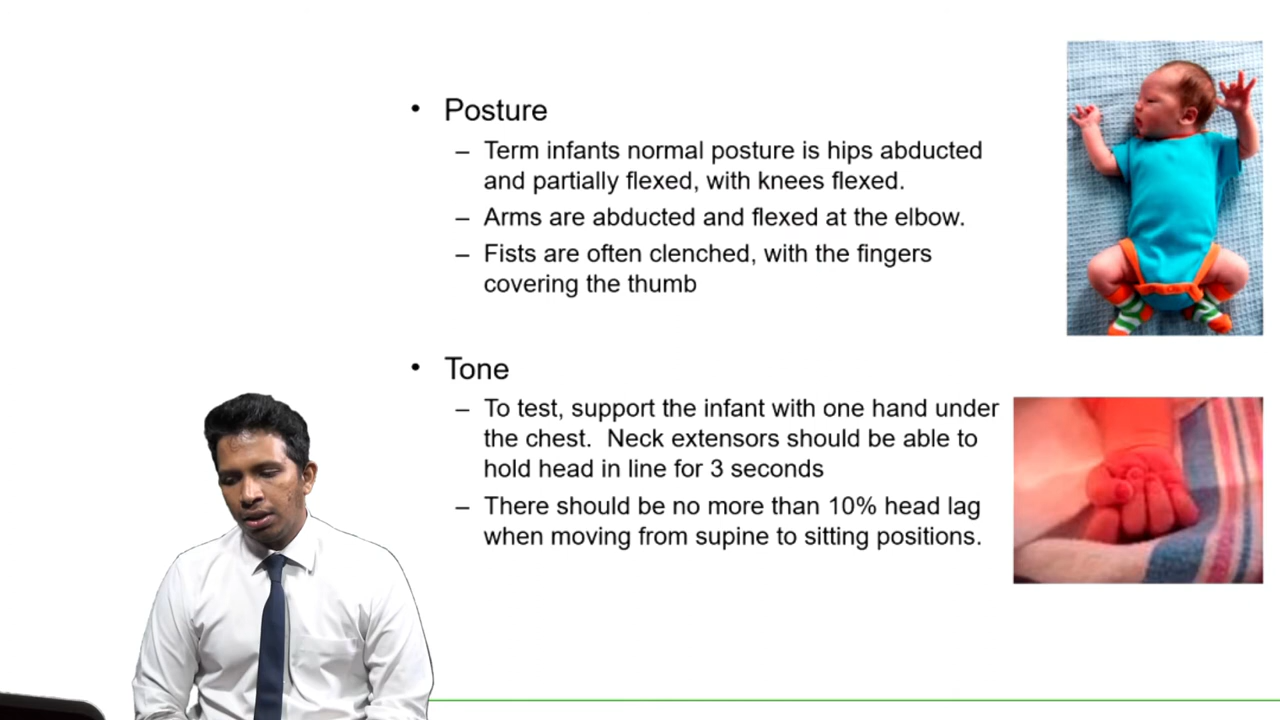 • Posture
– Term infants normal posture is hips abducted
and partially flexed, with knees flexed.
– Arms are abducted and flexed at the elbow.
– Fists are often clenched, with the fingers
covering the thumb
• Tone
– To test, support the infant with one hand under
the chest.  Neck extensors should be able to
hold head in line for 3 seconds
– There should be no more than 10% head lag
when moving from supine to sitting positions.